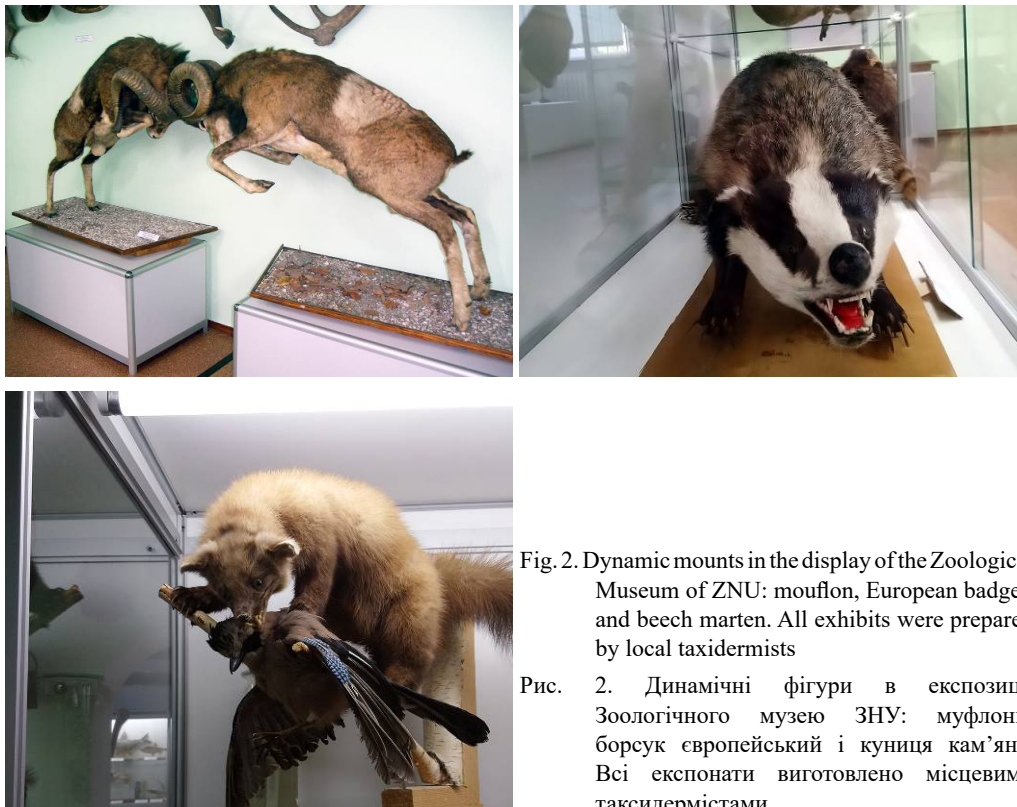 Fig. 2. Dynamic mounts in the display of the Zoologic
Museum of ZNU: mouflon, European badge
and beech marten. All exhibits were prepare
by local taxidermists
Рис. 2. Динамічні фігури в експозиц
Зоологічного музею ЗНУ: муфлон
борсук європейський і куниця кам’ян
Всі експонати виготовлено місцевим
таксидермістами